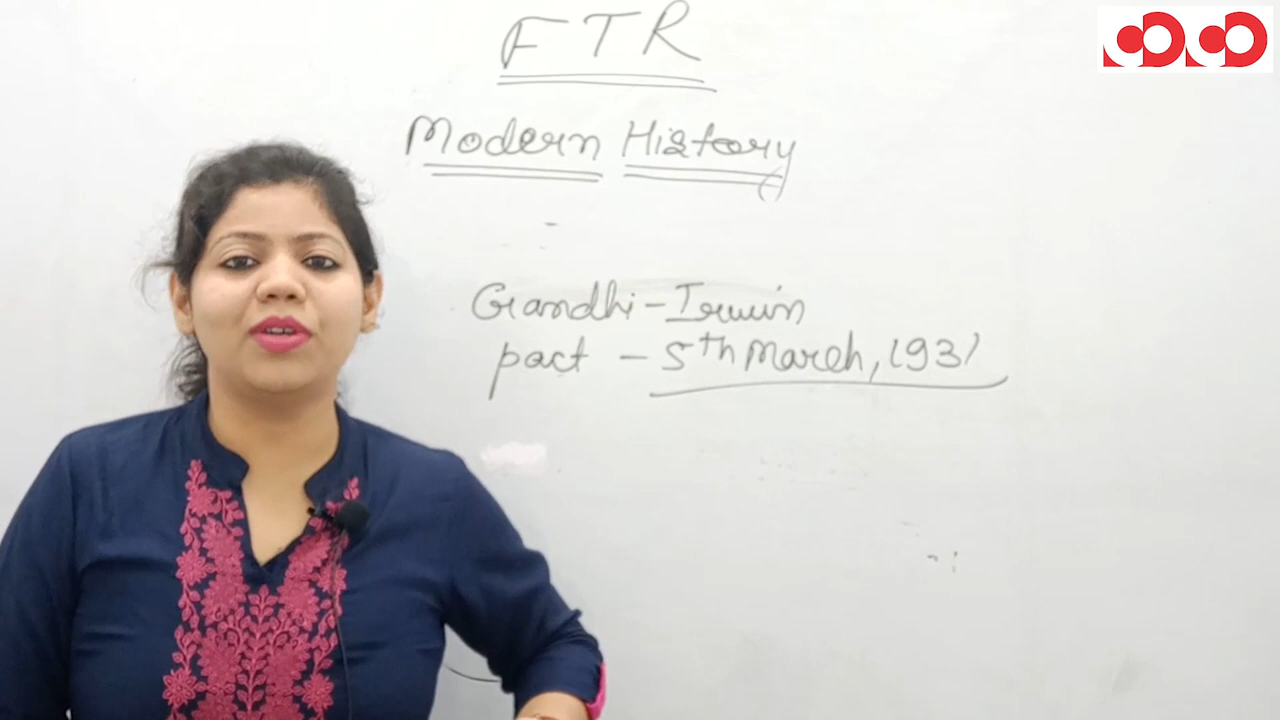 FTR
Modern History
Gandhi-Irwin
pact - 5th March, 1931